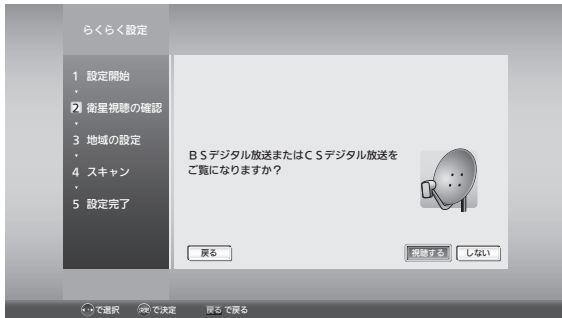 らくらく設定
1 設定開始
2 衛星視聴の確認
3 地域の設定
4 スキャン
5 設定完了
BSデジタル放送またはCSデジタル放送を
ご覧になりますか？
戻る 視聴する しない
で選択 決定 で決定 戻る で戻る